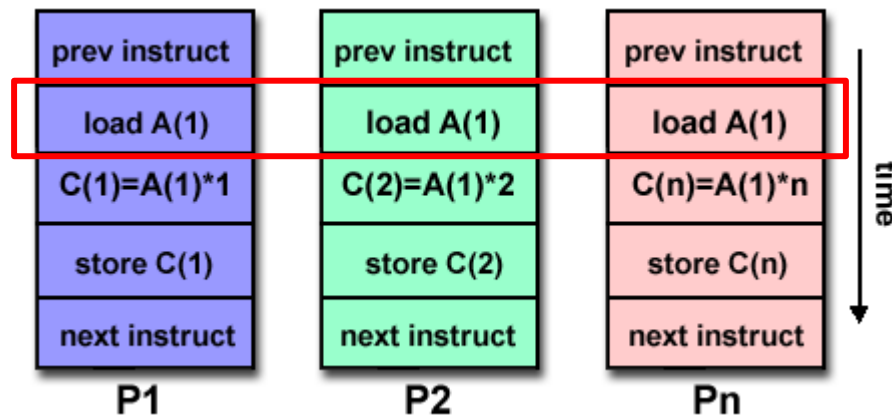 prev instruct
load A(1)
C(1)=A(1)*1
store C(1)
next instruct
P1
prev instruct
load A(1)
C(2)=A(1)*2
store C(2)
next instruct
P2
prev instruct
load A(1)
C(n)=A(1)*n
store C(n)
next instruct
Pn
time